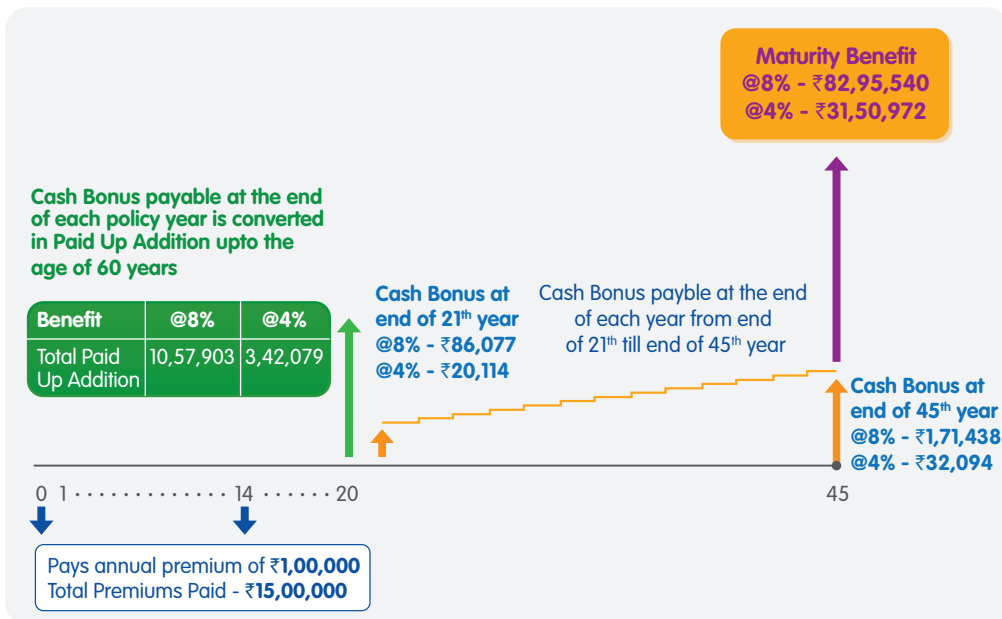 Maturity Benefit
@8% - ₹82,95,540
@4% - ₹31,50,972
Cash Bonus payable at the end
of each policy year is converted
in Paid Up Addition upto the
age of 60 years
Benefit @8% @4%
Total Paid
Up Addition 10,57,903 3,42,079
Cash Bonus at
end of 21th year
@8% - ₹86,077
@4% - ₹20,114
Cash Bonus payble at the end
of each year from end
of 21th till end of 45th year
Cash Bonus at
end of 45th year
@8% - ₹1,71,438
@4% - ₹32,094
0 1 . . . . . . . . . . . . . . 14 . . . . . . 20 45
Pays annual premium of ₹1,00,000
Total Premiums Paid - ₹15,00,000